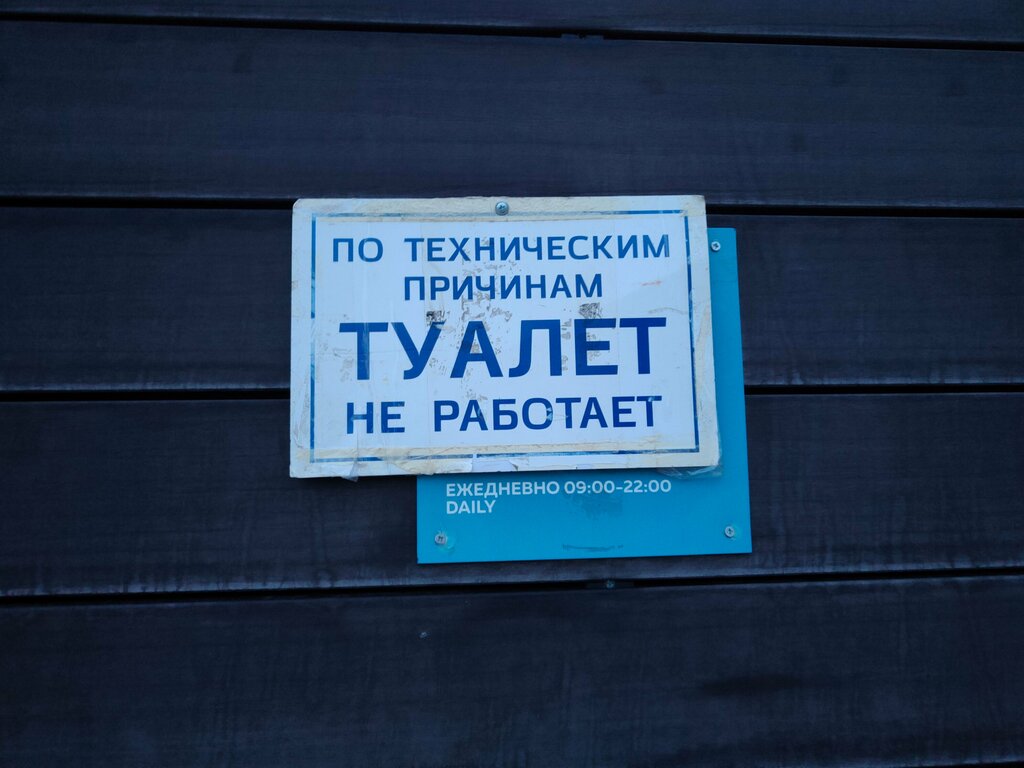 ПО ТЕХНИЧЕСКИМ
ПРИЧИНАМ
ТУАЛЕТ
НЕ РАБОТАЕТ
ЕЖЕДНЕВНО 09:00-22:00
DAILY